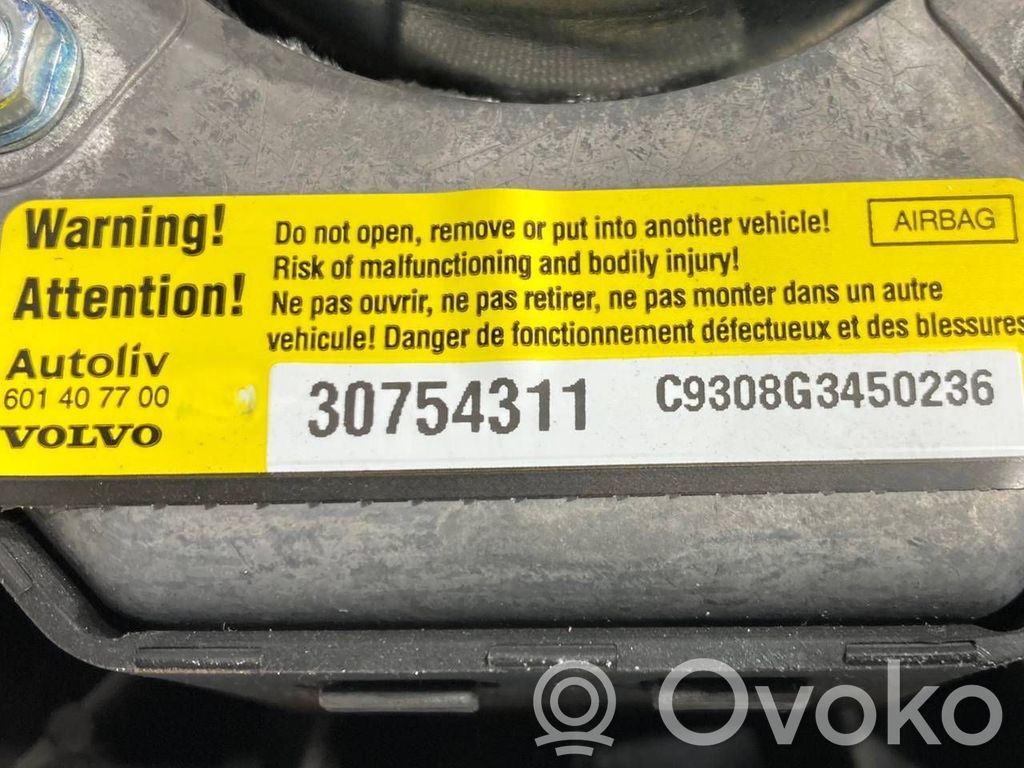 Warning!
Attention!
Autoliv
601 40 77 00
VOLVO
Do not open, remove or put into another vehicle!
Risk of malfunctioning and bodily injury!
Ne pas ouvrir, ne pas retirer, ne pas monter dans un autre
vehicule! Danger de fonctionnement défectueux et des blessures
AIRBAG
30754311
C9308G3450236
Ovoko